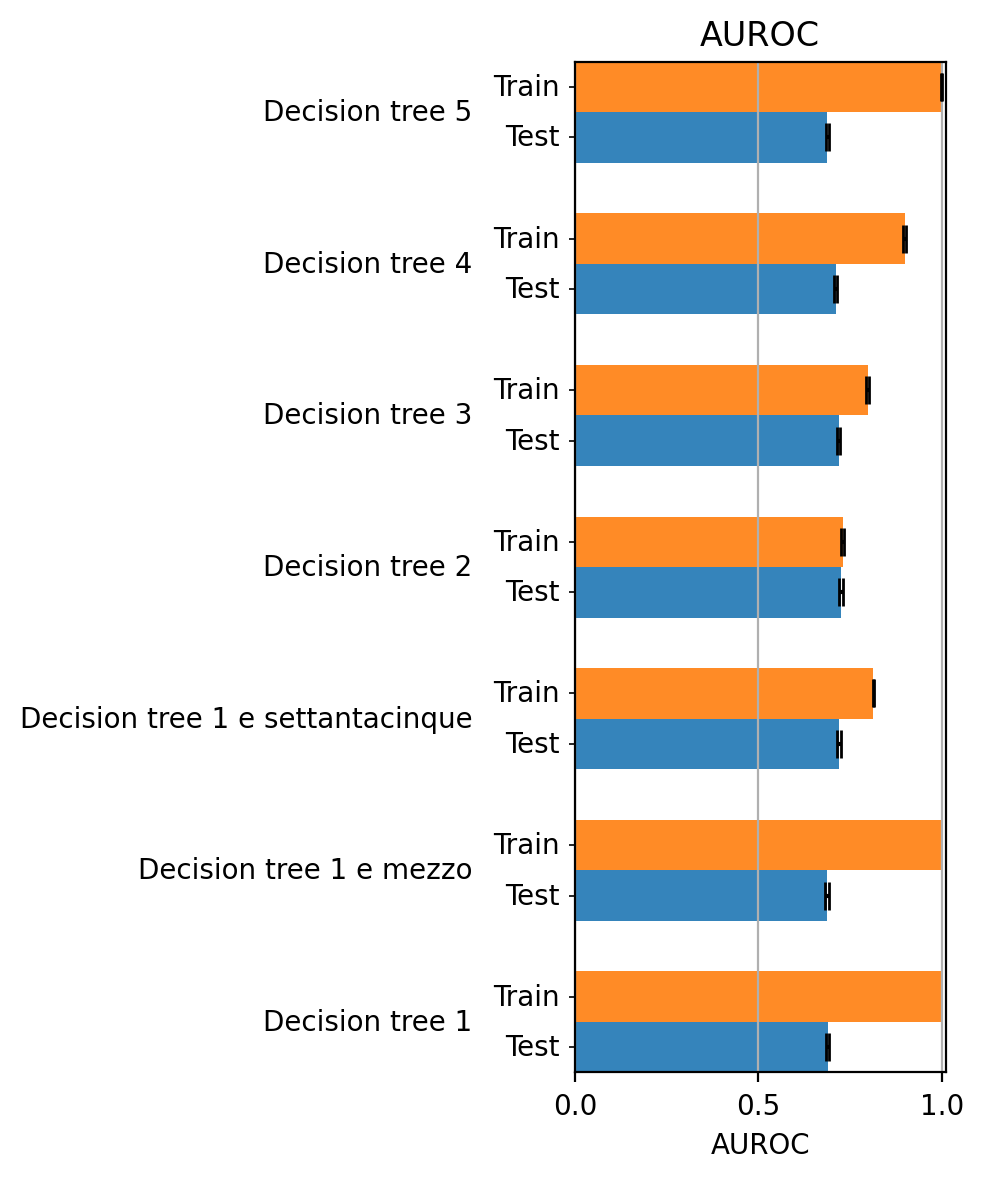 AUROC
Decision tree 5
Train
Test
Decision tree 4
Train
Test
Decision tree 3
Train
Test
Decision tree 2
Train
Test
Decision tree 1 e settantacinque
Train
Test
Decision tree 1 e mezzo
Train
Test
Decision tree 1
Train
Test
0.0 0.5 1.0
AUROC